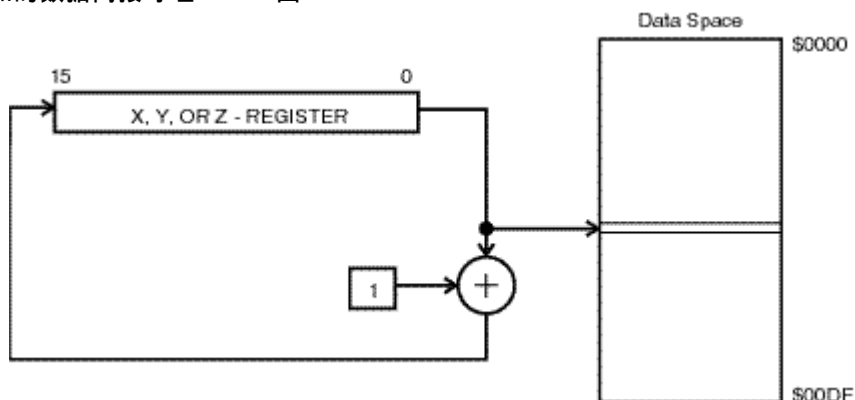 Data Space
$0000
15 0
X, Y, OR Z - REGISTER
1
+
$00DF